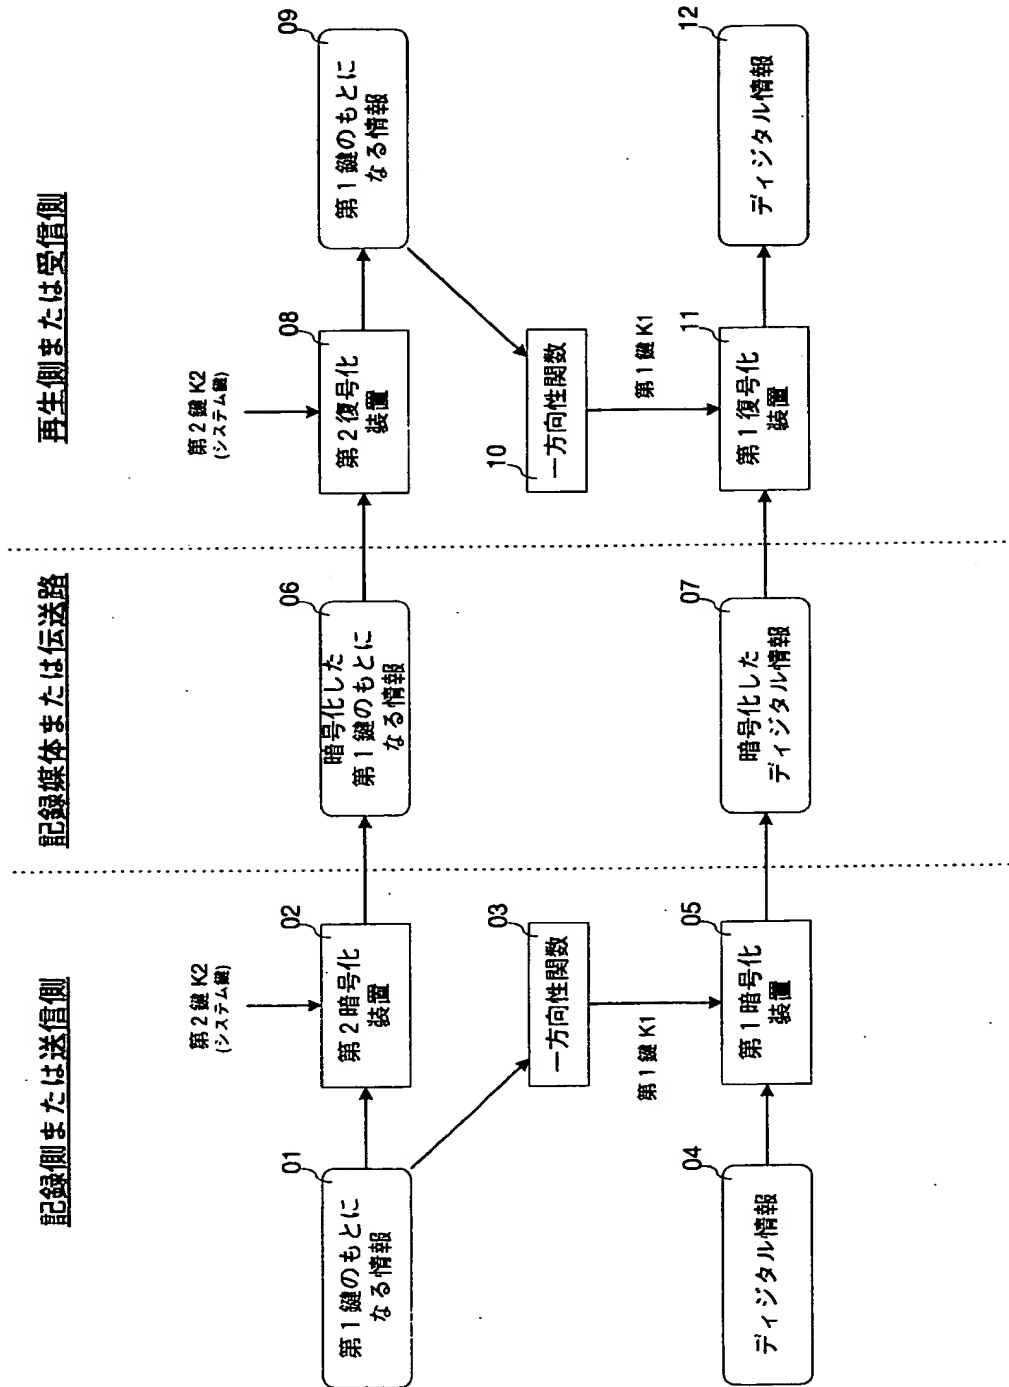 記録側または送信側
記録媒体または伝送路
再生側または受信側
第2鍵 K2
(システム鍵)
第2鍵 K2
(システム鍵)
01
第1鍵のもとに
なる情報
02
第2暗号化
装置
06
暗号化した
第1鍵のもとに
なる情報
08
第2復号化
装置
09
第1鍵のもとに
なる情報
03
一方向性関数
10
一方向性関数
第1鍵 K1
第1鍵 K1
04
ディジタル情報
05
第1暗号化
装置
07
暗号化した
ディジタル情報
11
第1復号化
装置
12
ディジタル情報